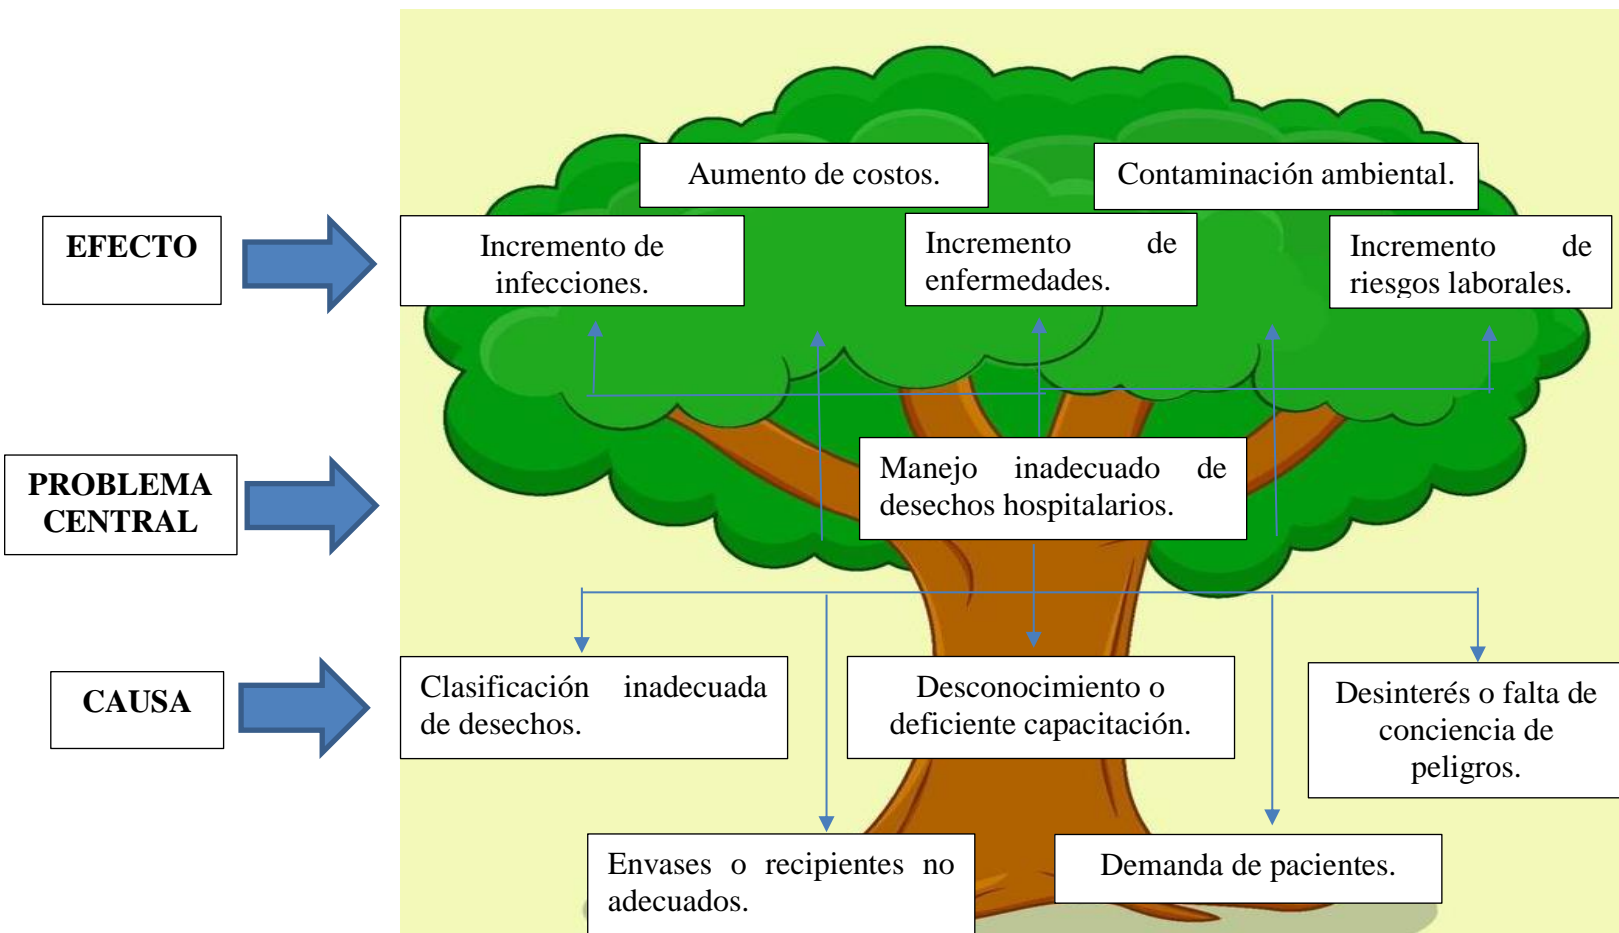 Aumento de costos.
Contaminación ambiental.
EFECTO
Incremento de
infecciones.
Incremento de
enfermedades.
Incremento de
riesgos laborales.
PROBLEMA
CENTRAL
Manejo inadecuado de
desechos hospitalarios.
CAUSA
Clasificación inadecuada
de desechos.
Desconocimiento o
deficiente capacitación.
Desinterés o falta de
conciencia de
peligros.
Envases o recipientes no
adecuados.
Demanda de pacientes.